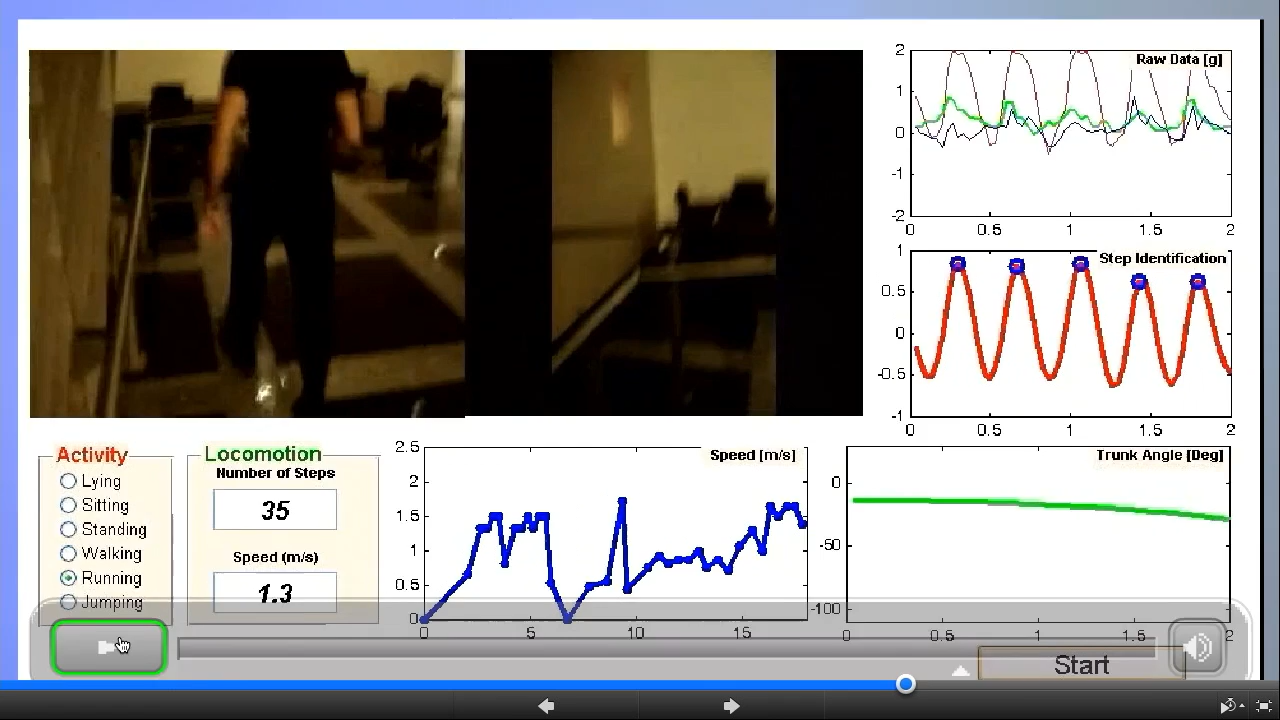 2
Raw Data [g]
1
0
-1
-2
0 0.5 1 1.5 2
1
Step Identification
0.5
0
-0.5
-1
0 0.5 1 1.5 2
Activity
Lying
Sitting
Standing
Walking
Running
Jumping
Locomotion
Number of Steps
35
Speed (m/s)
1.3
2.5
Speed [m/s]
2
1.5
1
0.5
0
0 5 10 15
Trunk Angle [Deg]
0
-50
-100
0 0.5 1 1.5 2
Start